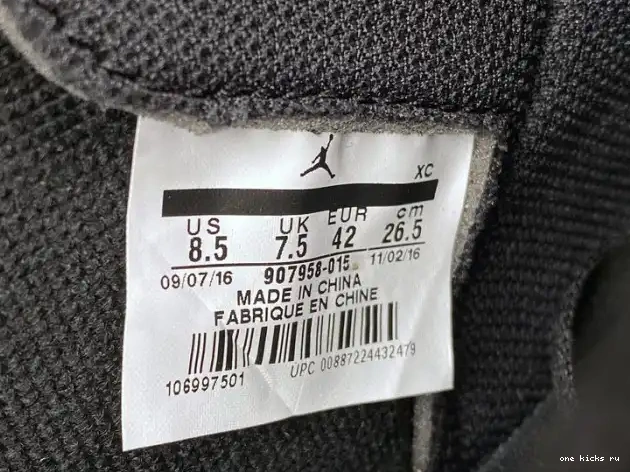 XC
US UK EUR cm
8.5 7.5 42 26.5
09/07/16 907958-015 11/02/16
MADE IN CHINA
FABRIQUE EN CHINE
106997501 UPC 00887224432479
one kicks ru